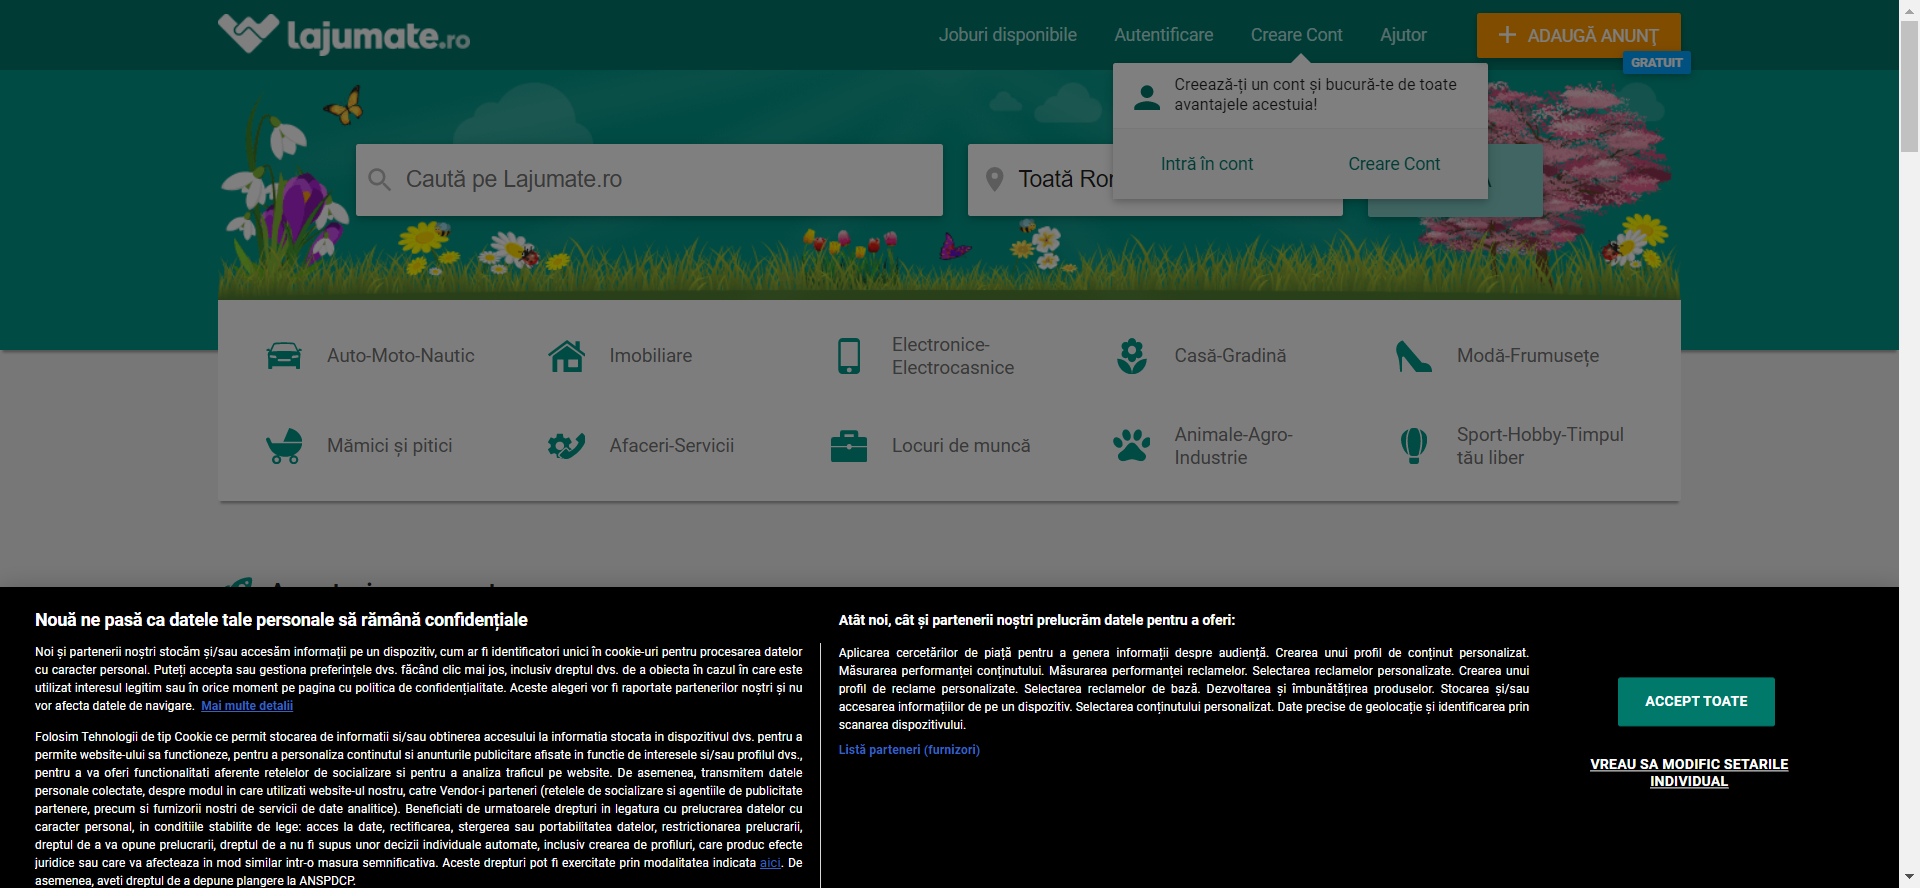 Lajumate.ro
Joburi disponibile
Autentificare
Creare Cont
Ajutor
ADAUGĂ ANUNȚ
GRATUIT
Creează-ți un cont și bucură-te de toate
avantajele acestuia!
Intră în cont
Creare Cont
Caută pe Lajumate.ro
Toată
Auto-Moto-Nautic
Imobiliare
Electronice-
Electrocasnice
Casă-Gradină
Modă-Frumusețe
Mămici și pitici
Afaceri-Servicii
Locuri de muncă
Animale-Agro-
Industrie
Sport-Hobby-Timpul
tău liber
Nouă ne pasă ca datele tale personale să rămână confidențiale
Noi și partenerii noștri stocăm și/sau accesăm informații pe un dispozitiv, cum ar fi identificatori unici în cookie-uri pentru procesarea datelor
cu caracter personal. Puteți accepta sau gestiona preferințele dvs. făcând clic mai jos, inclusiv dreptul dvs. de a obiecta în cazul în care este
utilizat interesul legitim sau în orice moment pe pagina cu politica de confidențialitate. Aceste alegeri vor fi raportate partenerilor noștri și nu
vor afecta datele de navigare. Mai multe detalii
Folosim Tehnologii de tip Cookie ce permit stocarea de informatii si/sau obtinerea accesului la informatia stocata in dispozitivul dvs. pentru a
permite website-ului sa functioneze, pentru a personaliza continutul si anunturile publicitare afisate in functie de interesele si/sau profilul dvs.,
pentru a va oferi functionalitati aferente retelelor de socializare si pentru a analiza traficul pe website. De asemenea, transmitem datele
personale colectate, despre modul in care utilizati website-ul nostru, catre Vendor-i parteneri (retelele de socializare si agentiile de publicitate
partenere, precum si furnizorii nostri de servicii de date analitice). Beneficiati de urmatoarele drepturi in legatura cu prelucrarea datelor cu
caracter personal, in conditiile stabilite de lege: acces la date, rectificarea, stergerea sau portabilitatea datelor, restrictionarea prelucrarii,
dreptul de a va opune prelucrarii, dreptul de a nu fi supus unor decizii individuale automate, inclusiv crearea de profiluri, care produc efecte
juridice sau care va afecteaza in mod similar intr-o masura semnificativa. Aceste drepturi pot fi exercitate prin modalitatea indicata aici. De
asemenea, aveti dreptul de a depune plangere la ANSPDCP.
Atât noi, cât și partenerii noștri prelucrăm datele pentru a oferi:
Aplicarea cercetărilor de piață pentru a genera informații despre audiență. Crearea unui profil de conținut personalizat.
Măsurarea performanței conținutului. Măsurarea performanței reclamelor. Selectarea reclamelor personalizate. Crearea unui
profil de reclame personalizate. Selectarea reclamelor de bază. Dezvoltarea și îmbunătățirea produselor. Stocarea și/sau
accesarea informațiilor de pe un dispozitiv. Selectarea conținutului personalizat. Date precise de geolocație și identificarea prin
scanarea dispozitivului.
Listă parteneri (furnizori)
ACCEPT TOATE
VREAU SA MODIFIC SETARILE
INDIVIDUAL